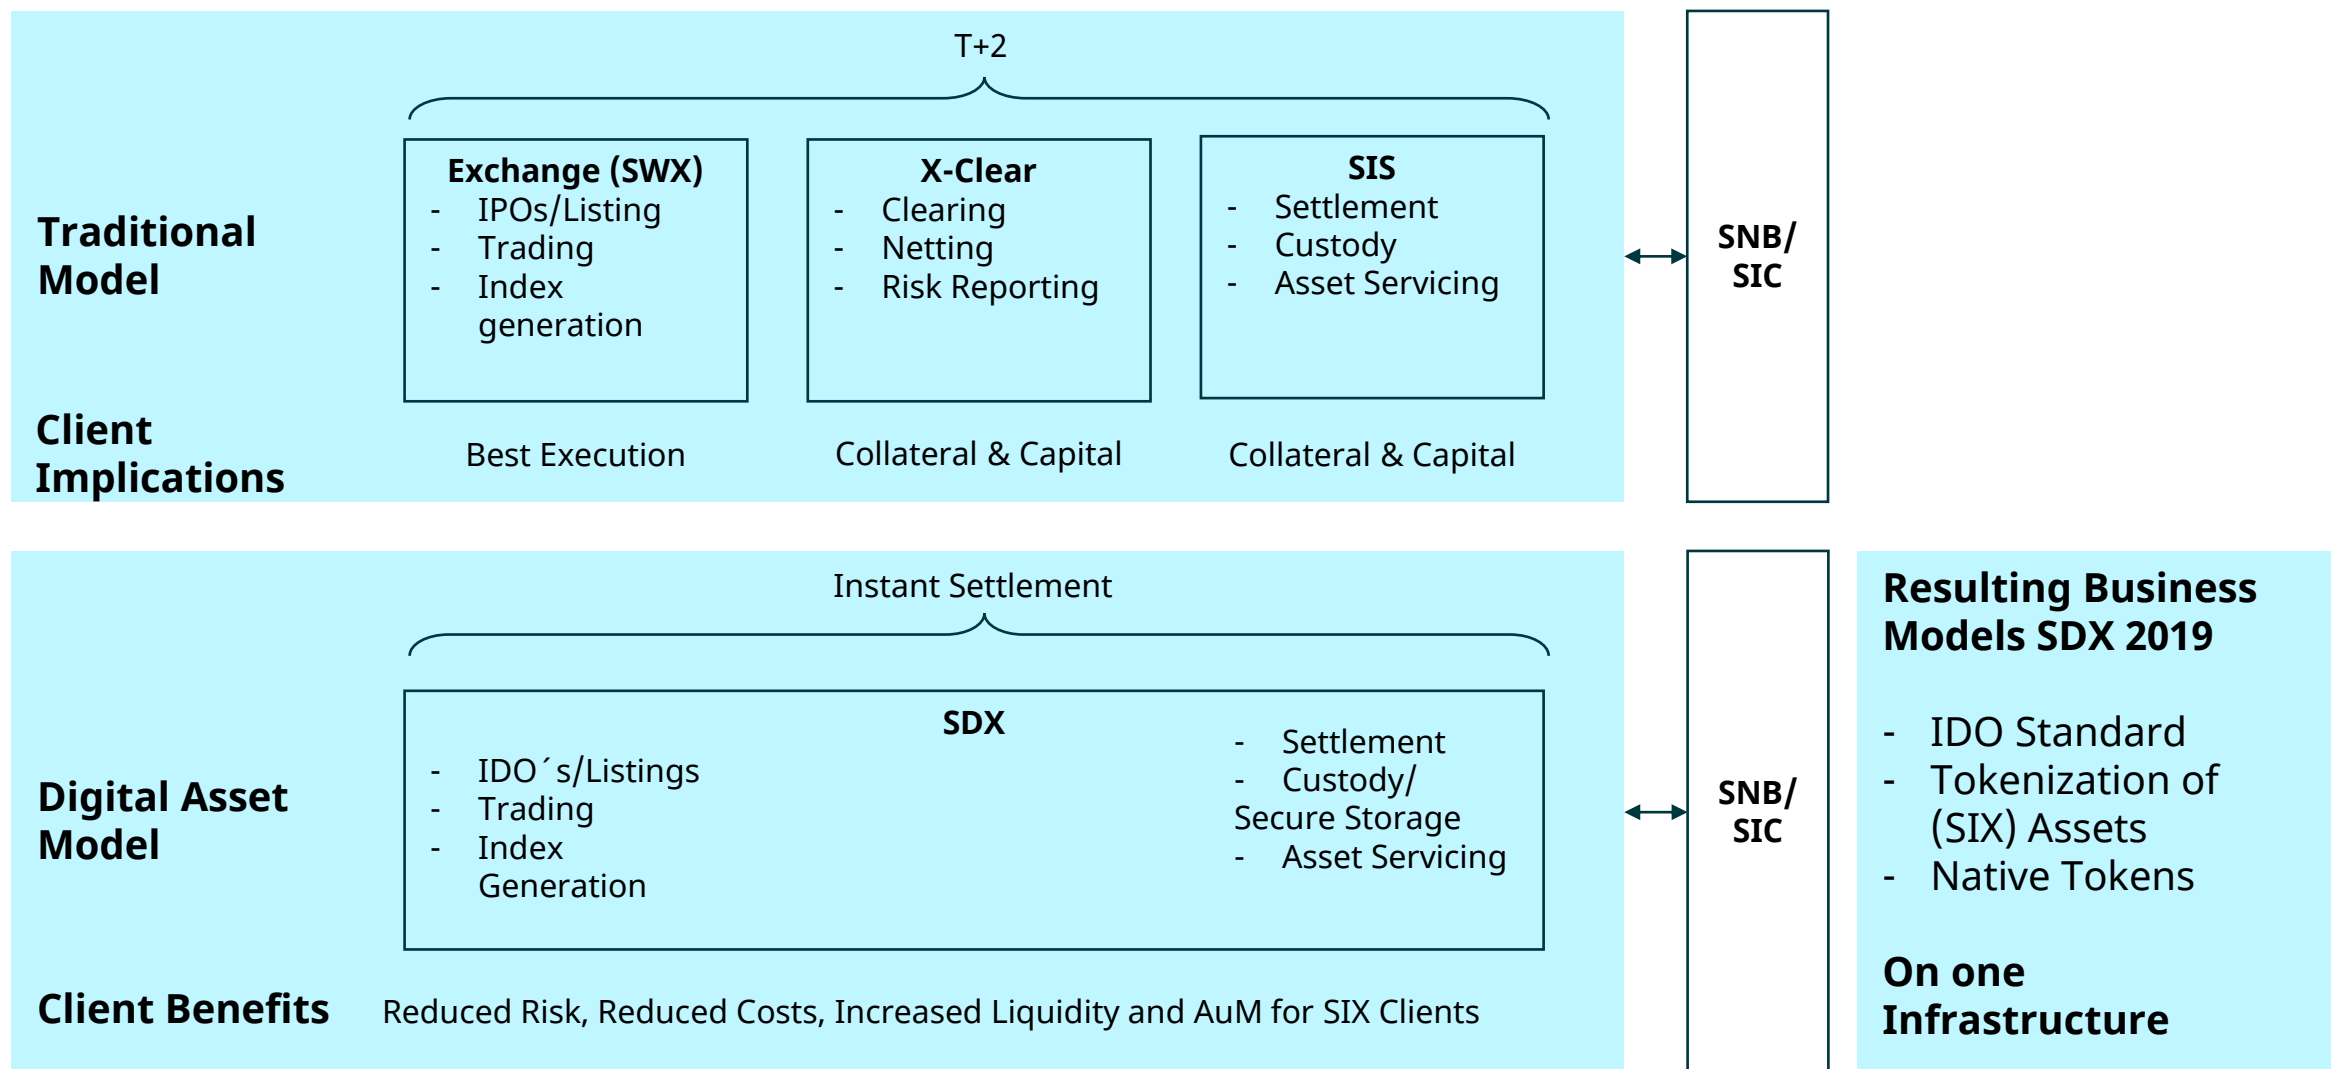 T+2
Traditional
Model
Exchange (SWX)
- IPOs/Listing
- Trading
- Index
generation
X-Clear
- Clearing
- Netting
- Risk Reporting
SIS
- Settlement
- Custody
- Asset Servicing
SNB/
SIC
Client
Implications
Best Execution
Collateral & Capital
Collateral & Capital
Instant Settlement
Digital Asset
Model
SDX
- IDO´s/Listings
- Trading
- Index
Generation
- Settlement
- Custody/
Secure Storage
- Asset Servicing
SNB/
SIC
Client Benefits
Reduced Risk, Reduced Costs, Increased Liquidity and AuM for SIX Clients
Resulting Business
Models SDX 2019
- IDO Standard
- Tokenization of
(SIX) Assets
- Native Tokens
On one
Infrastructure